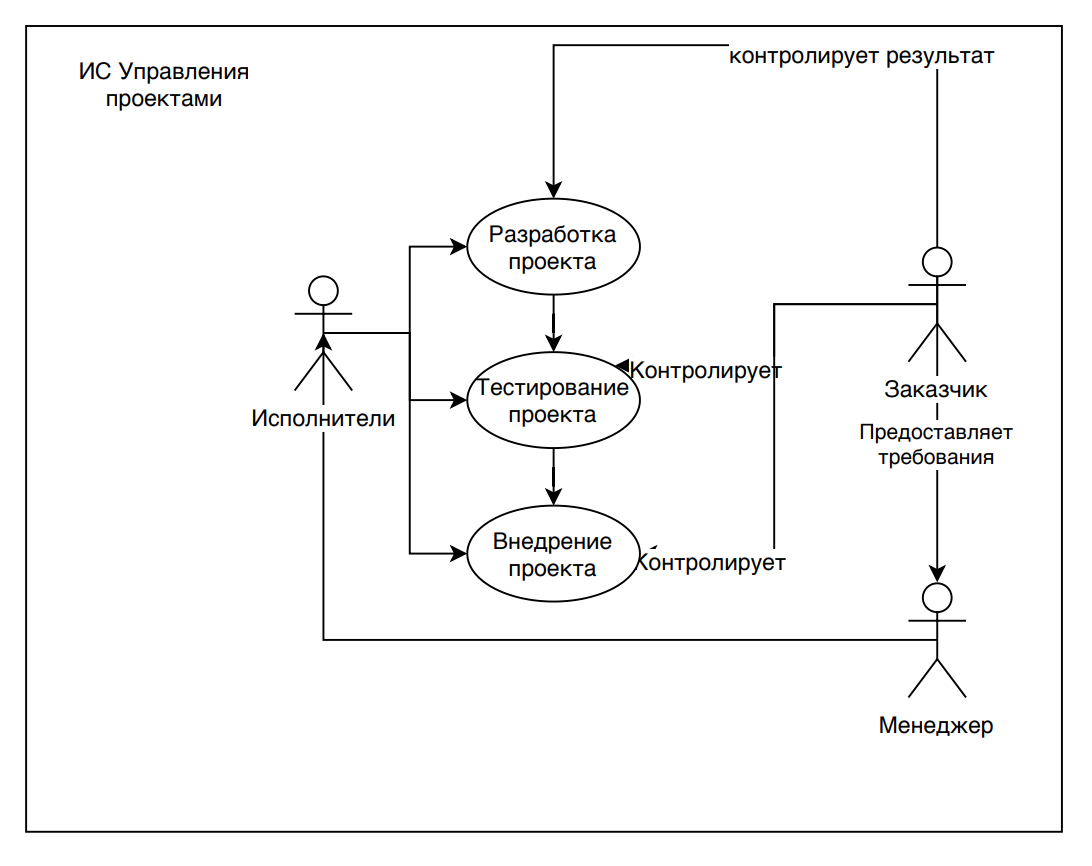 ИС Управления
проектами
контролирует результат
Разработка
проекта
Контролирует
Тестирование
проекта
Заказчик
Исполнители
Предоставляет
требования
Внедрение
проекта
Контролирует
Менеджер